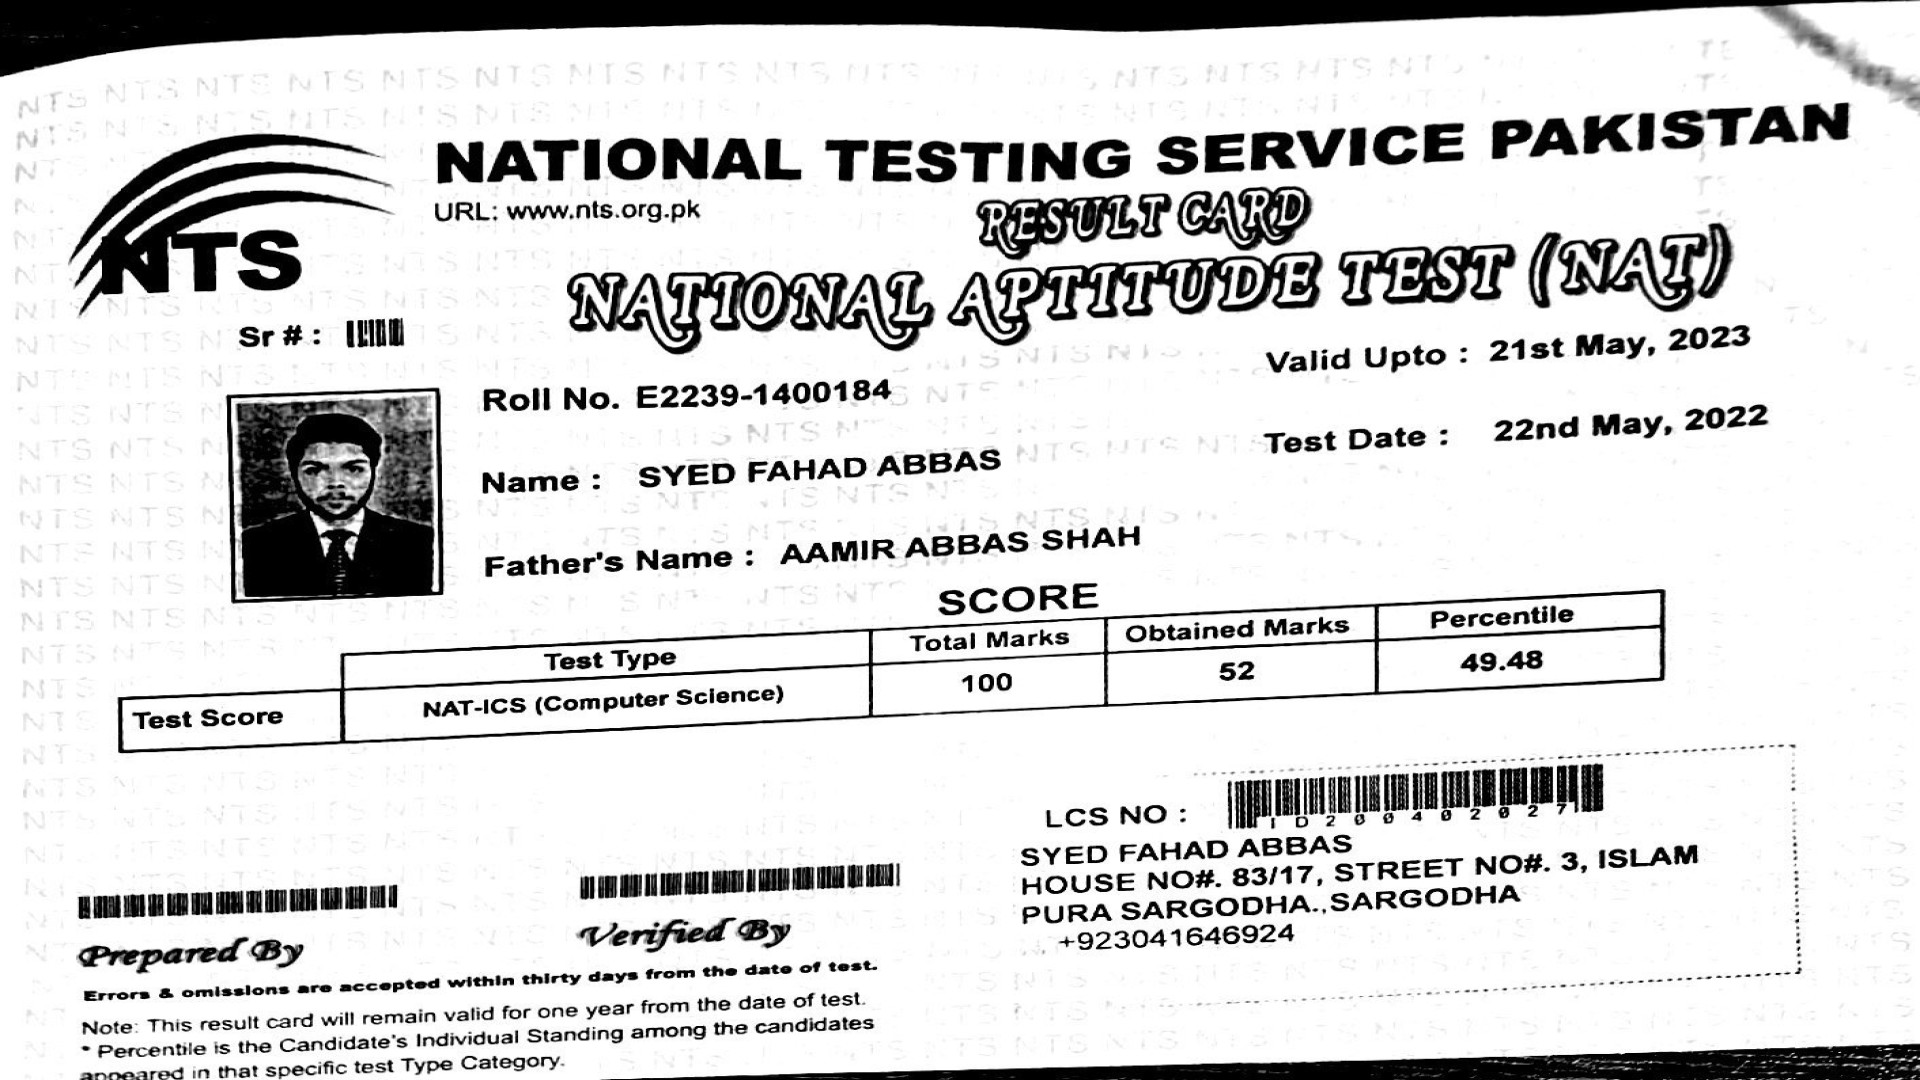 NATIONAL TESTING SERVICE PAKISTAN
URL: www.nts.org.pk
RESULT CARD
NTS
NATIONAL APTITUDE TEST (NAT)
Sr # :
Valid Upto : 21st May, 2023
Roll No. E2239-1400184
Test Date : 22nd May, 2022
Name : SYED FAHAD ABBAS
Father's Name : AAMIR ABBAS SHAH
SCORE
Test Type Total Marks Obtained Marks Percentile
Test Score NAT-ICS (Computer Science) 100 52 49.48
LCS NO :
ID200402027
SYED FAHAD ABBAS
HOUSE NO#. 83/17, STREET NO#. 3, ISLAM
PURA SARGODHA.,SARGODHA
+923041646924
Prepared By Verified By
Errors & omissions are accepted within thirty days from the date of test.
Note: This result card will remain valid for one year from the date of test.
* Percentile is the Candidate's Individual Standing among the candidates
appeared in that specific test Type Category.